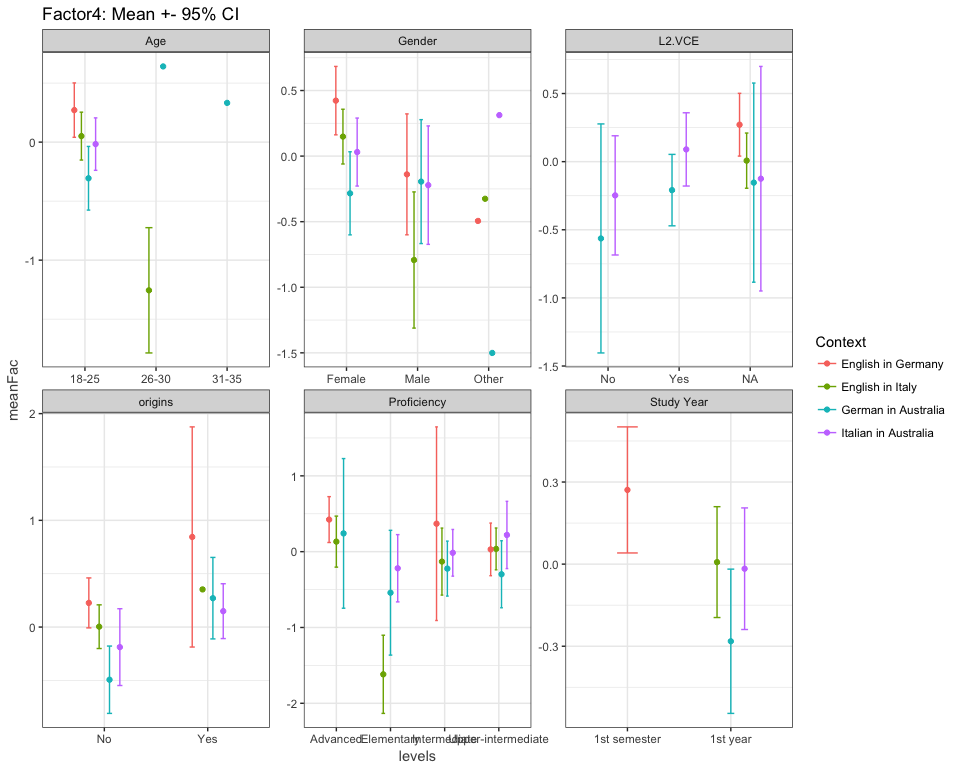 Factor4: Mean +- 95% CI
Age
Gender
L2.VCE
0
-1
18-25
26-30
31-35
0.5
0.0
-0.5
-1.0
-1.5
Female
Male
Other
0.5
0.0
-0.5
-1.0
-1.5
No
Yes
NA
meanFac
origins
Proficiency
Study Year
2
1
0
-1
No
Yes
1
0
-1
-2
Advanced
Elementary
Intermediate
Upper-intermediate
0.3
0.0
-0.3
1st semester
1st year
levels
Context
English in Germany
English in Italy
German in Australia
Italian in Australia